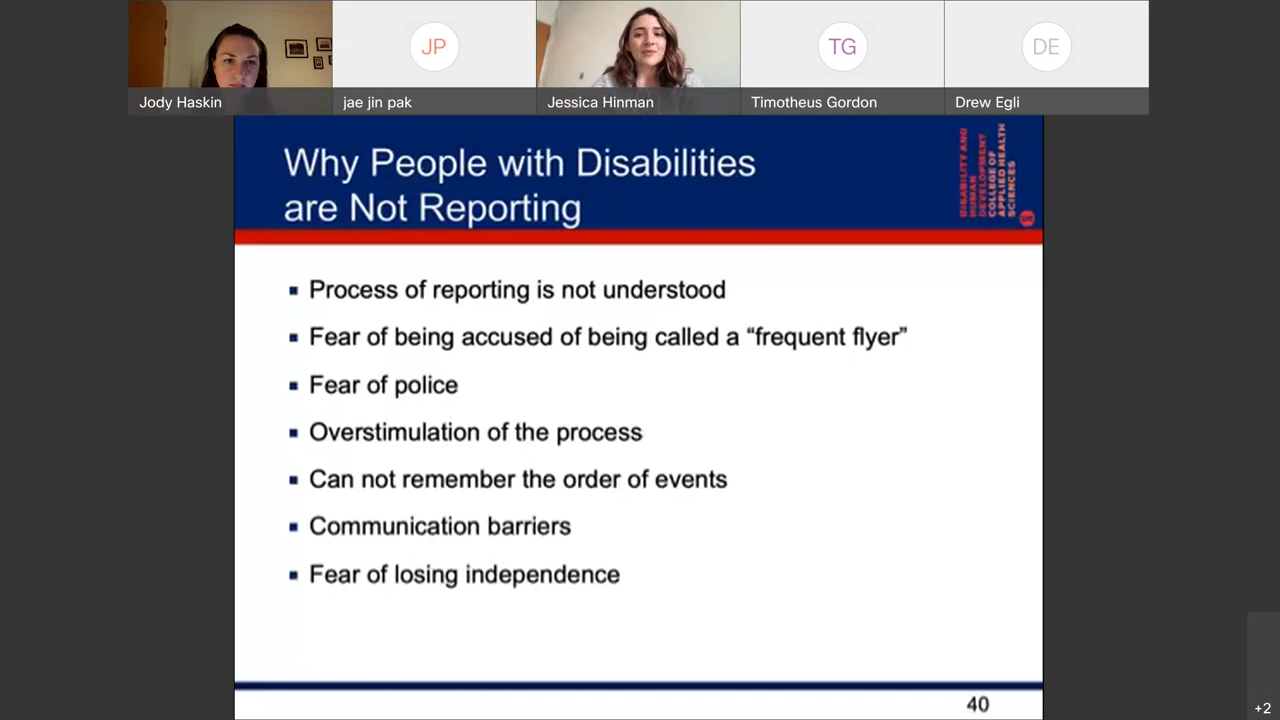 JP
TG
DE
Jody Haskin
jae jin pak
Jessica Hinman
Timotheus Gordon
Drew Egli
Why People with Disabilities
are Not Reporting
DISABILITY AND
HUMAN
DEVELOPMENT
COLLEGE OF
APPLIED HEALTH
SCIENCES
▪ Process of reporting is not understood
▪ Fear of being accused of being called a “frequent flyer”
▪ Fear of police
▪ Overstimulation of the process
▪ Can not remember the order of events
▪ Communication barriers
▪ Fear of losing independence
40
+2